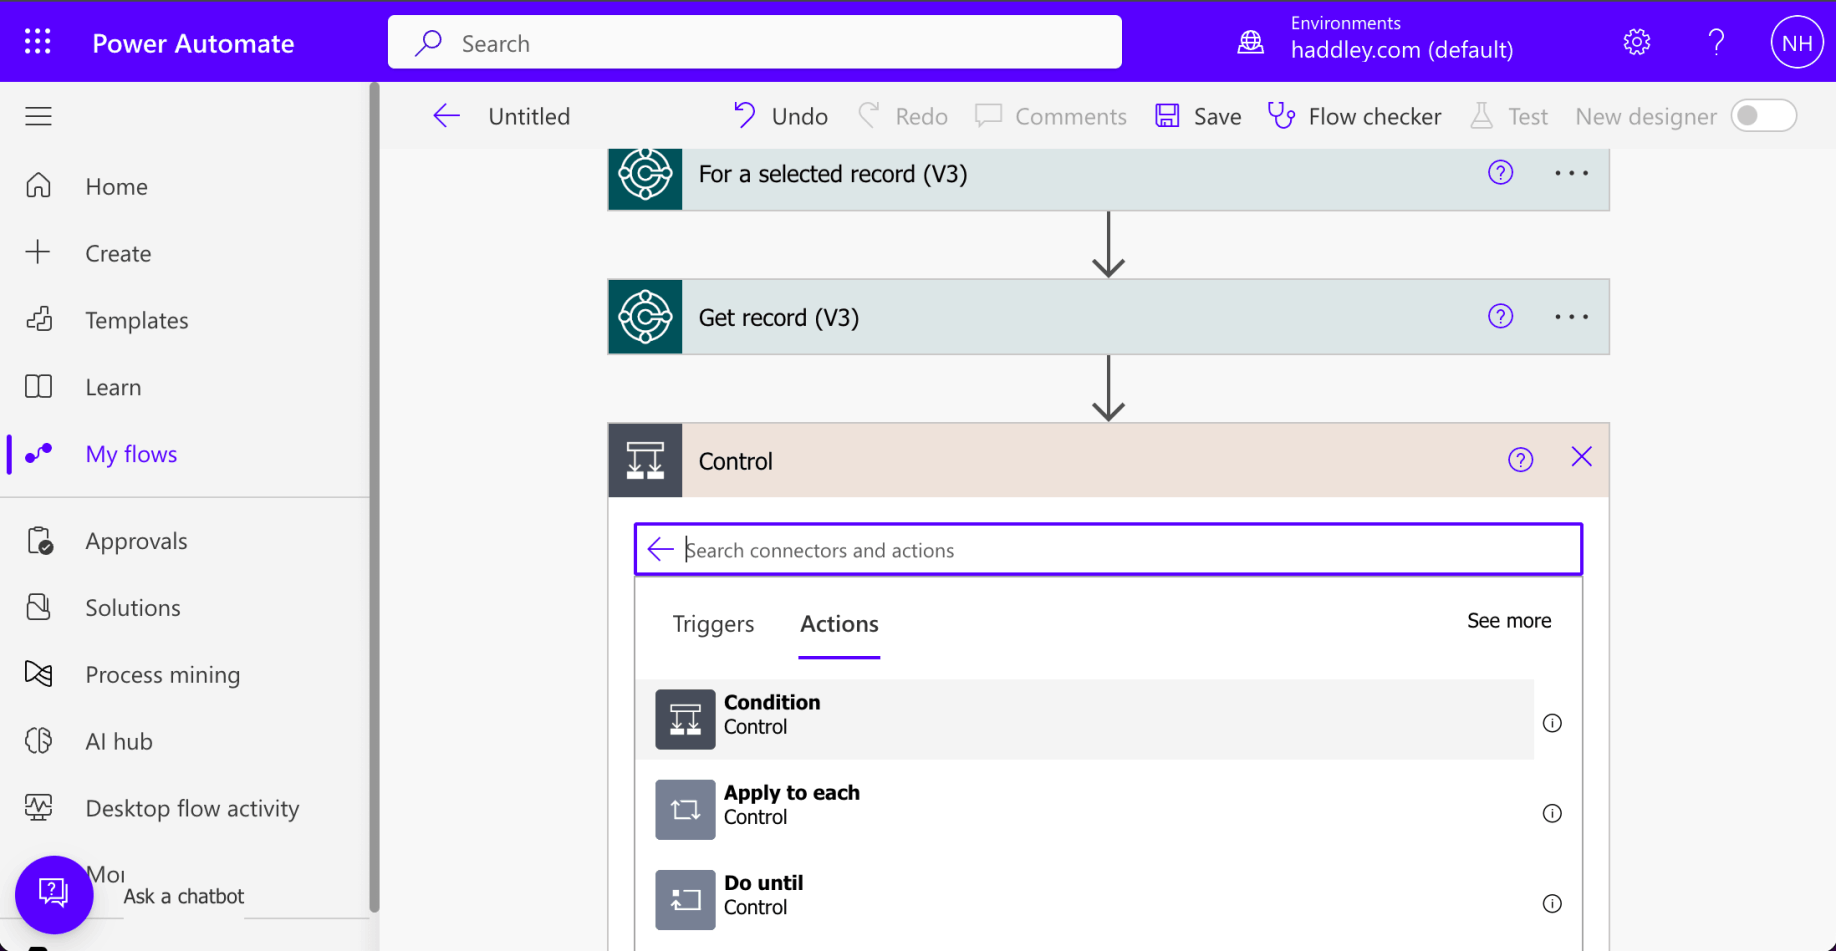 Power Automate
Search
Environments
haddley.com (default)
NH
Untitled
Undo
Redo
Comments
Save
Flow checker
Test
New designer
Home
Create
Templates
Learn
My flows
Approvals
Solutions
Process mining
AI hub
Desktop flow activity
Ask a chatbot
For a selected record (V3)
Get record (V3)
Control
Search connectors and actions
Triggers
Actions
See more
Condition
Control
Apply to each
Control
Do until
Control